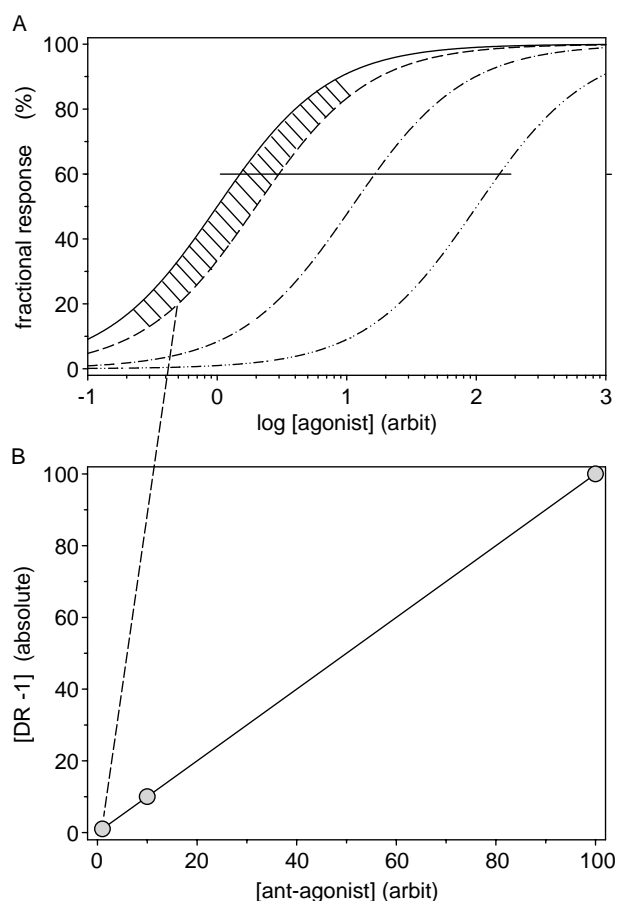 A
100
80
60
40
20
0
fractional response (%)
-1 0 1 2 3
log [agonist] (arbit)
B
100
80
60
40
20
0
[DR -1] (absolute)
0 20 40 60 80 100
[ant-agonist] (arbit)